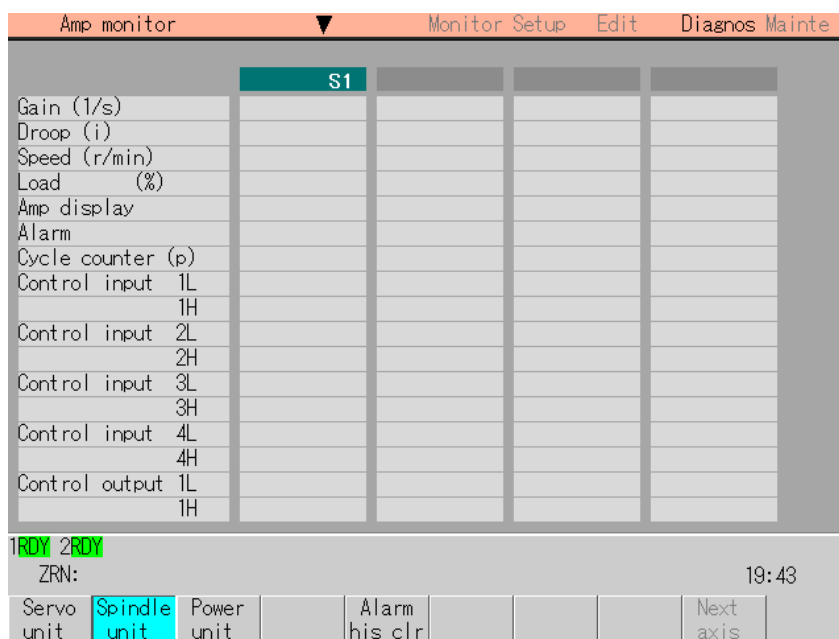 Amp monitor ▼ Monitor Setup Edit Diagnos Mainte
S1
Gain (1/s)
Droop (i)
Speed (r/min)
Load (%)
Amp display
Alarm
Cycle counter (p)
Control input 1L
1H
Control input 2L
2H
Control input 3L
3H
Control input 4L
4H
Control output 1L
1H
1RDY 2RDY
ZRN: 19:43
Servo Spindle Power Alarm Next
unit unit unit his clr axis